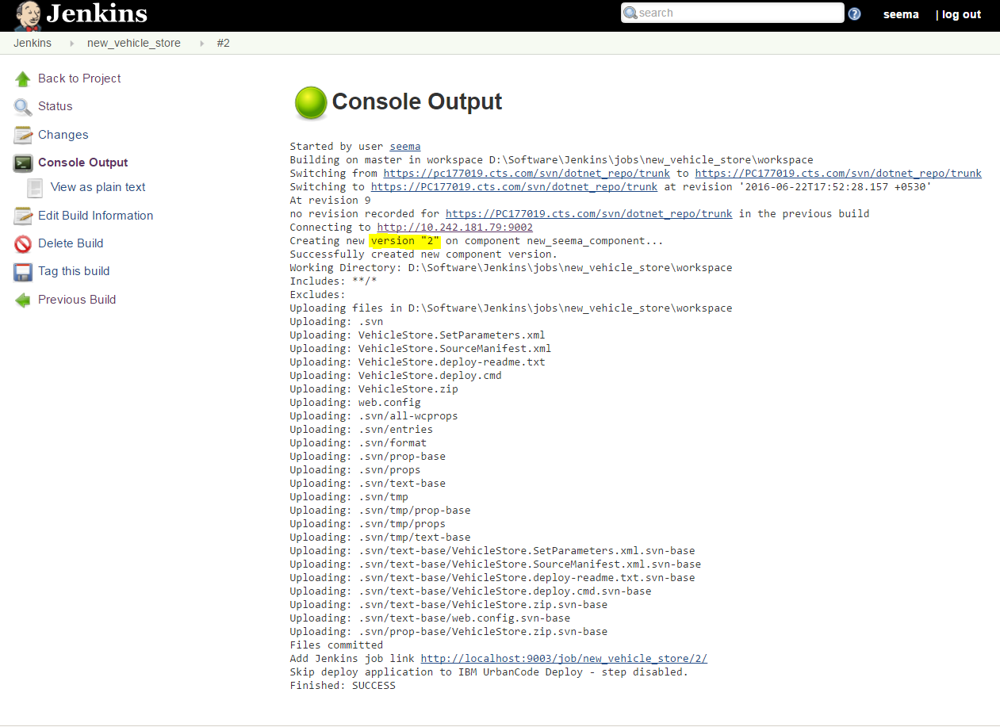 Jenkins
search
?
seema
| log out
Jenkins
new_vehicle_store
#2
Back to Project
Status
Changes
Console Output
View as plain text
Edit Build Information
Delete Build
Tag this build
Previous Build
Console Output
Started by user seema
Building on master in workspace D:\Software\Jenkins\jobs\new_vehicle_store\workspace
Switching from https://pc177019.cts.com/svn/dotnet_repo/trunk to https://PC177019.cts.com/svn/dotnet_repo/trunk
Switching to https://PC177019.cts.com/svn/dotnet_repo/trunk at revision '2016-06-22T17:52:28.157 +0530'
At revision 9
no revision recorded for https://PC177019.cts.com/svn/dotnet_repo/trunk in the previous build
Connecting to http://10.242.181.79:9002
Creating new version "2" on component new_seema_component...
Successfully created new component version.
Working Directory: D:\Software\Jenkins\jobs\new_vehicle_store\workspace
Includes: **/*
Excludes:
Uploading files in D:\Software\Jenkins\jobs\new_vehicle_store\workspace
Uploading: .svn
Uploading: VehicleStore.SetParameters.xml
Uploading: VehicleStore.SourceManifest.xml
Uploading: VehicleStore.deploy-readme.txt
Uploading: VehicleStore.deploy.cmd
Uploading: VehicleStore.zip
Uploading: web.config
Uploading: .svn/all-wcprops
Uploading: .svn/entries
Uploading: .svn/format
Uploading: .svn/prop-base
Uploading: .svn/props
Uploading: .svn/text-base
Uploading: .svn/tmp
Uploading: .svn/tmp/prop-base
Uploading: .svn/tmp/props
Uploading: .svn/tmp/text-base
Uploading: .svn/text-base/VehicleStore.SetParameters.xml.svn-base
Uploading: .svn/text-base/VehicleStore.SourceManifest.xml.svn-base
Uploading: .svn/text-base/VehicleStore.deploy-readme.txt.svn-base
Uploading: .svn/text-base/VehicleStore.deploy.cmd.svn-base
Uploading: .svn/text-base/VehicleStore.zip.svn-base
Uploading: .svn/text-base/web.config.svn-base
Uploading: .svn/prop-base/VehicleStore.zip.svn-base
Files committed
Add Jenkins job link http://localhost:9003/job/new_vehicle_store/2/
Skip deploy application to IBM UrbanCode Deploy - step disabled.
Finished: SUCCESS